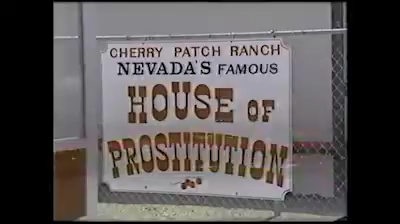 CHERRY PATCH RANCH
NEVADA'S FAMOUS
HOUSE OF
PROSTITUTION